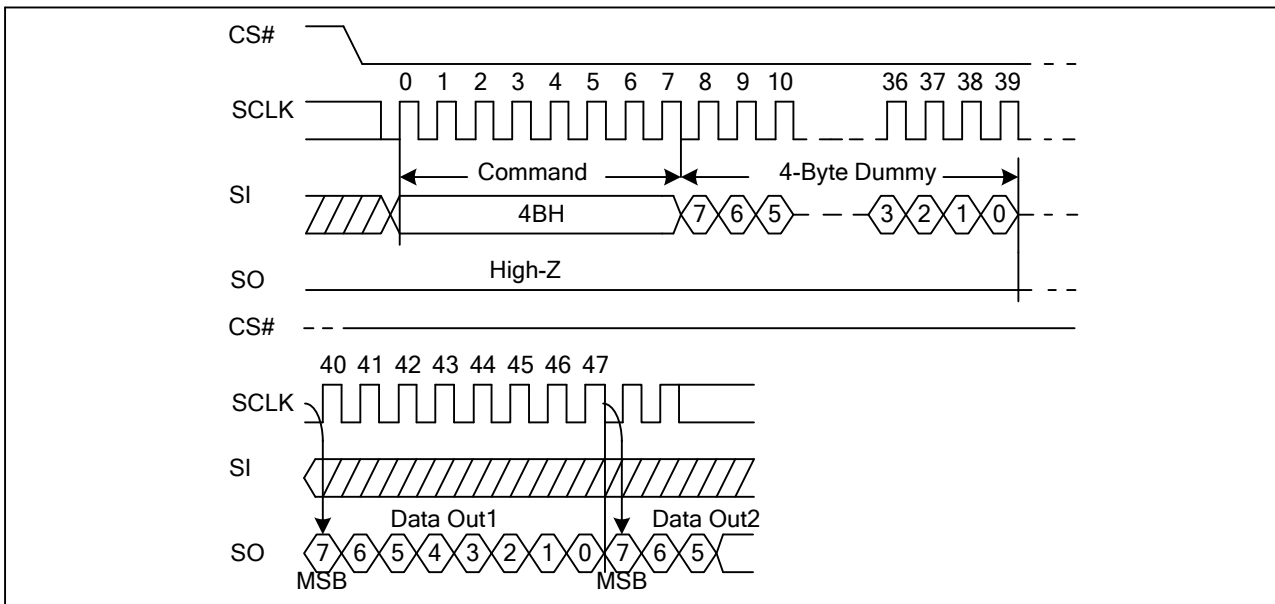 CS#
0 1 2 3 4 5 6 7 8 9 10 36 37 38 39
SCLK
Command 4-Byte Dummy
SI
4BH 7 6 5 3 2 1 0
High-Z
SO
CS#
40 41 42 43 44 45 46 47
SCLK
SI
Data Out1 Data Out2
SO 7 6 5 4 3 2 1 0 7 6 5
MSB MSB